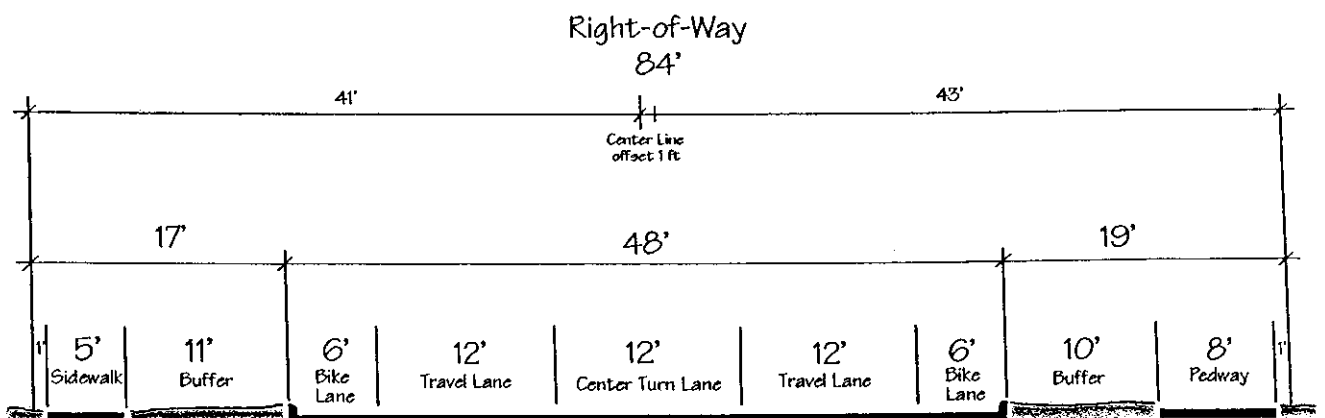 Right-of-Way
84'
41'
43'
Center Line
offset 1 ft
17'
48'
19'
1' 5' 11' 6' 12' 12' 12' 6' 10' 8' 1'
Sidewalk Buffer Bike Lane Travel Lane Center Turn Lane Travel Lane Bike Lane Buffer Pedway